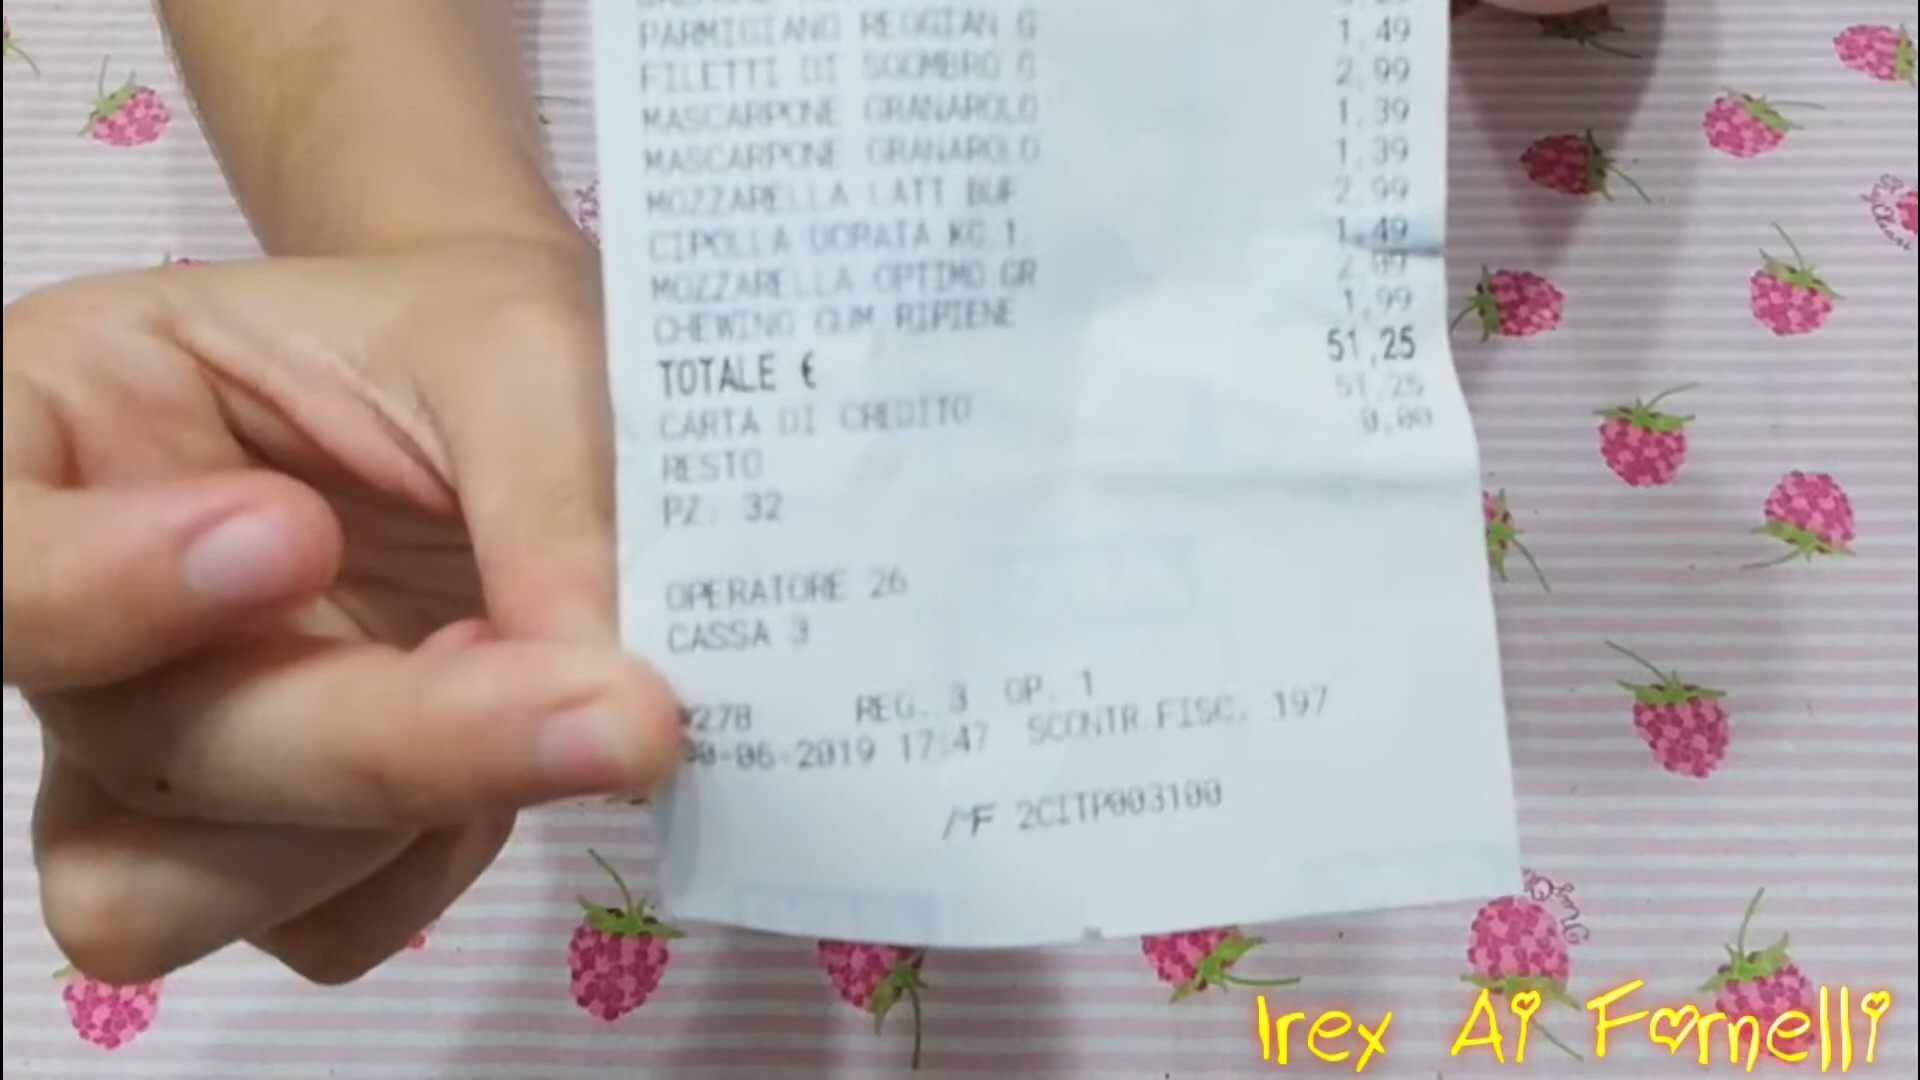 PARMIGIANO REGGIAN G 1,49
FILETTI DI SGOMBRO G 2,99
MASCARPONE GRANAROLO 1,39
MASCARPONE GRANAROLO 1,39
MOZZARELLA LATT BUF 2,99
CIPOLLA DORATA KG 1. 1,49
MOZZARELLA OPTIMO GR
CHEWING GUM RIPIENE 1,99
TOTALE € 51,25
CARTA DI CREDITO 51,25
RESTO 0,00
PZ. 32
OPERATORE 26
CASSA 3
REG. 3 OP. 1
-06-2019 17:47 SCONTR.FISC. 197
2CITP003100
Irex Ai Fornelli